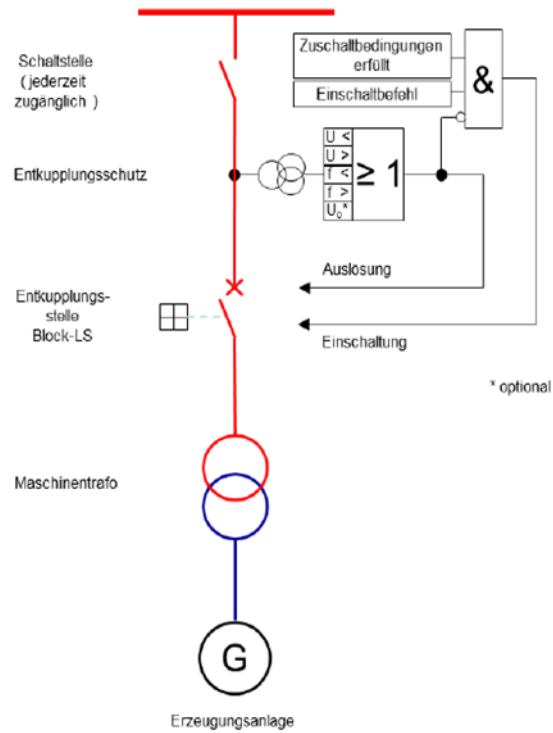 Schaltstelle
( jederzeit
zugänglich )
Zuschaltbedingungen
erfüllt
Einschaltbefehl
&
Entkupplungsschutz
U <
U >
f <
f >
U₀*
≥ 1
Auslösung
Entkupplungs-
stelle
Block-LS
Einschaltung
* optional
Maschinentrafo
G
Erzeugungsanlage